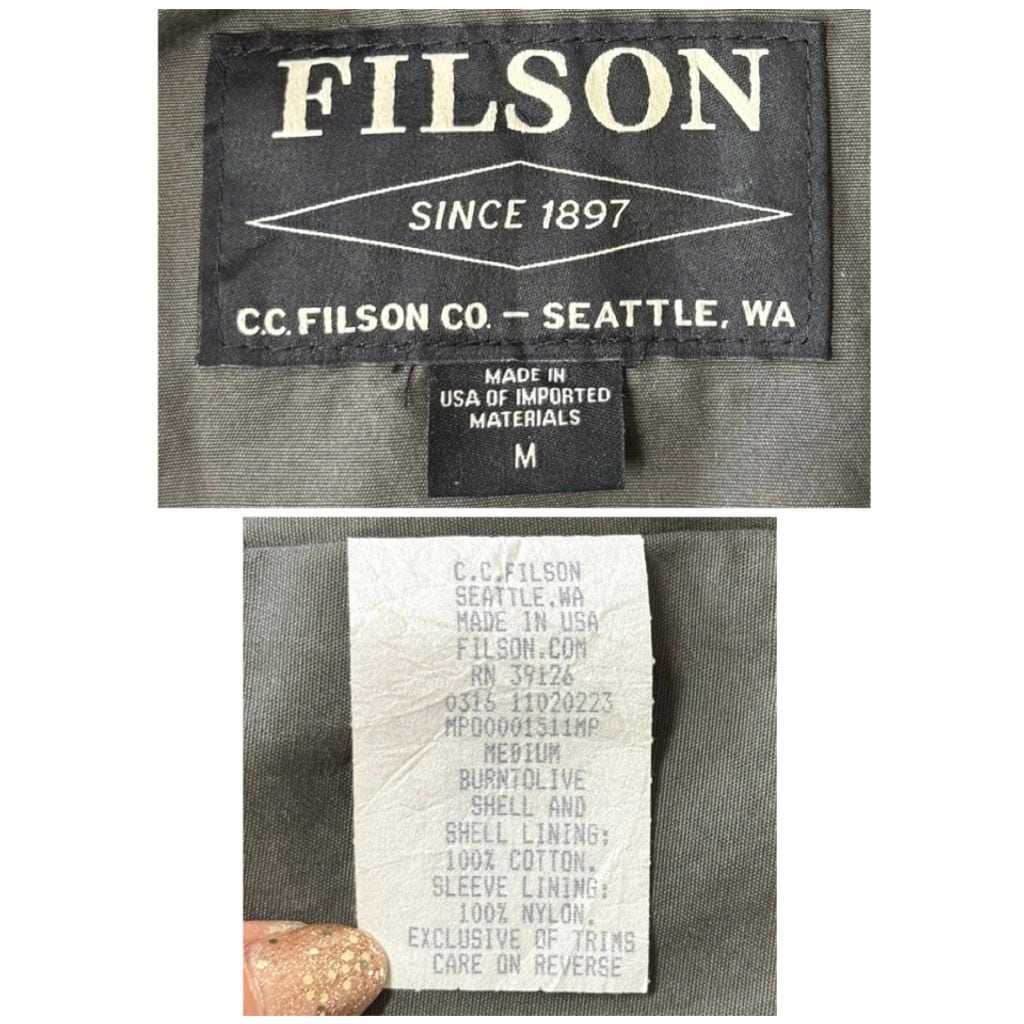 FILSON
SINCE 1897
C.C. FILSON CO. — SEATTLE, WA
MADE IN
USA OF IMPORTED
MATERIALS
M
C.C.FILSON
SEATTLE,WA
MADE IN USA
FILSON.COM
RN 39126
0316 11020223
MP00001511MP
MEDIUM
BURNTOLIVE
SHELL AND
SHELL LINING:
100% COTTON.
SLEEVE LINING:
100% NYLON.
EXCLUSIVE OF TRIMS
CARE ON REVERSE